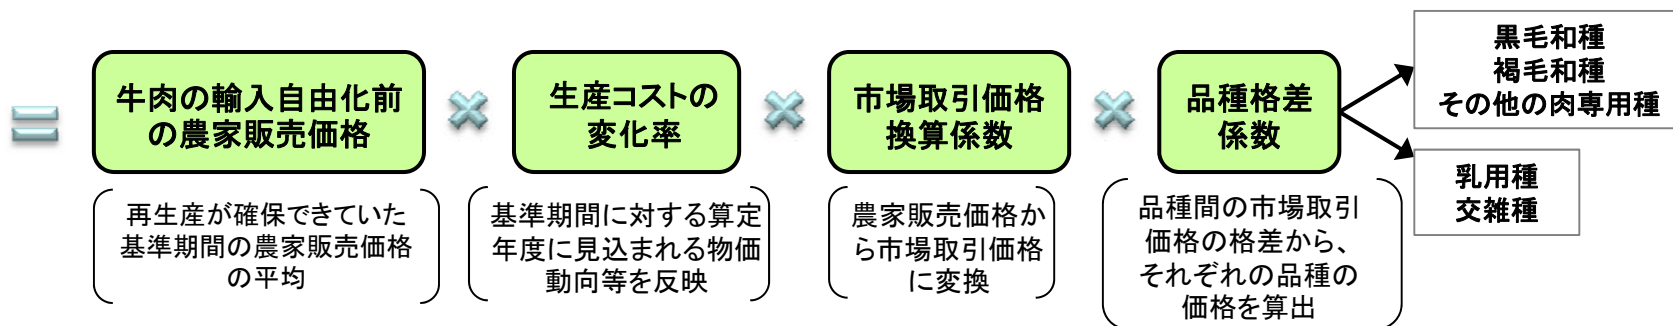 =
牛肉の輸入自由化前
の農家販売価格
×
生産コストの
変化率
×
市場取引価格
換算係数
×
品種格差
係数
黒毛和種
褐毛和種
その他の肉専用種
乳用種
交雑種
再生産が確保できていた
基準期間の農家販売価格
の平均
基準期間に対する算定
年度に見込まれる物価
動向等を反映
農家販売価格か
ら市場取引価格
に変換
品種間の市場取引
価格の格差から、
それぞれの品種の
価格を算出